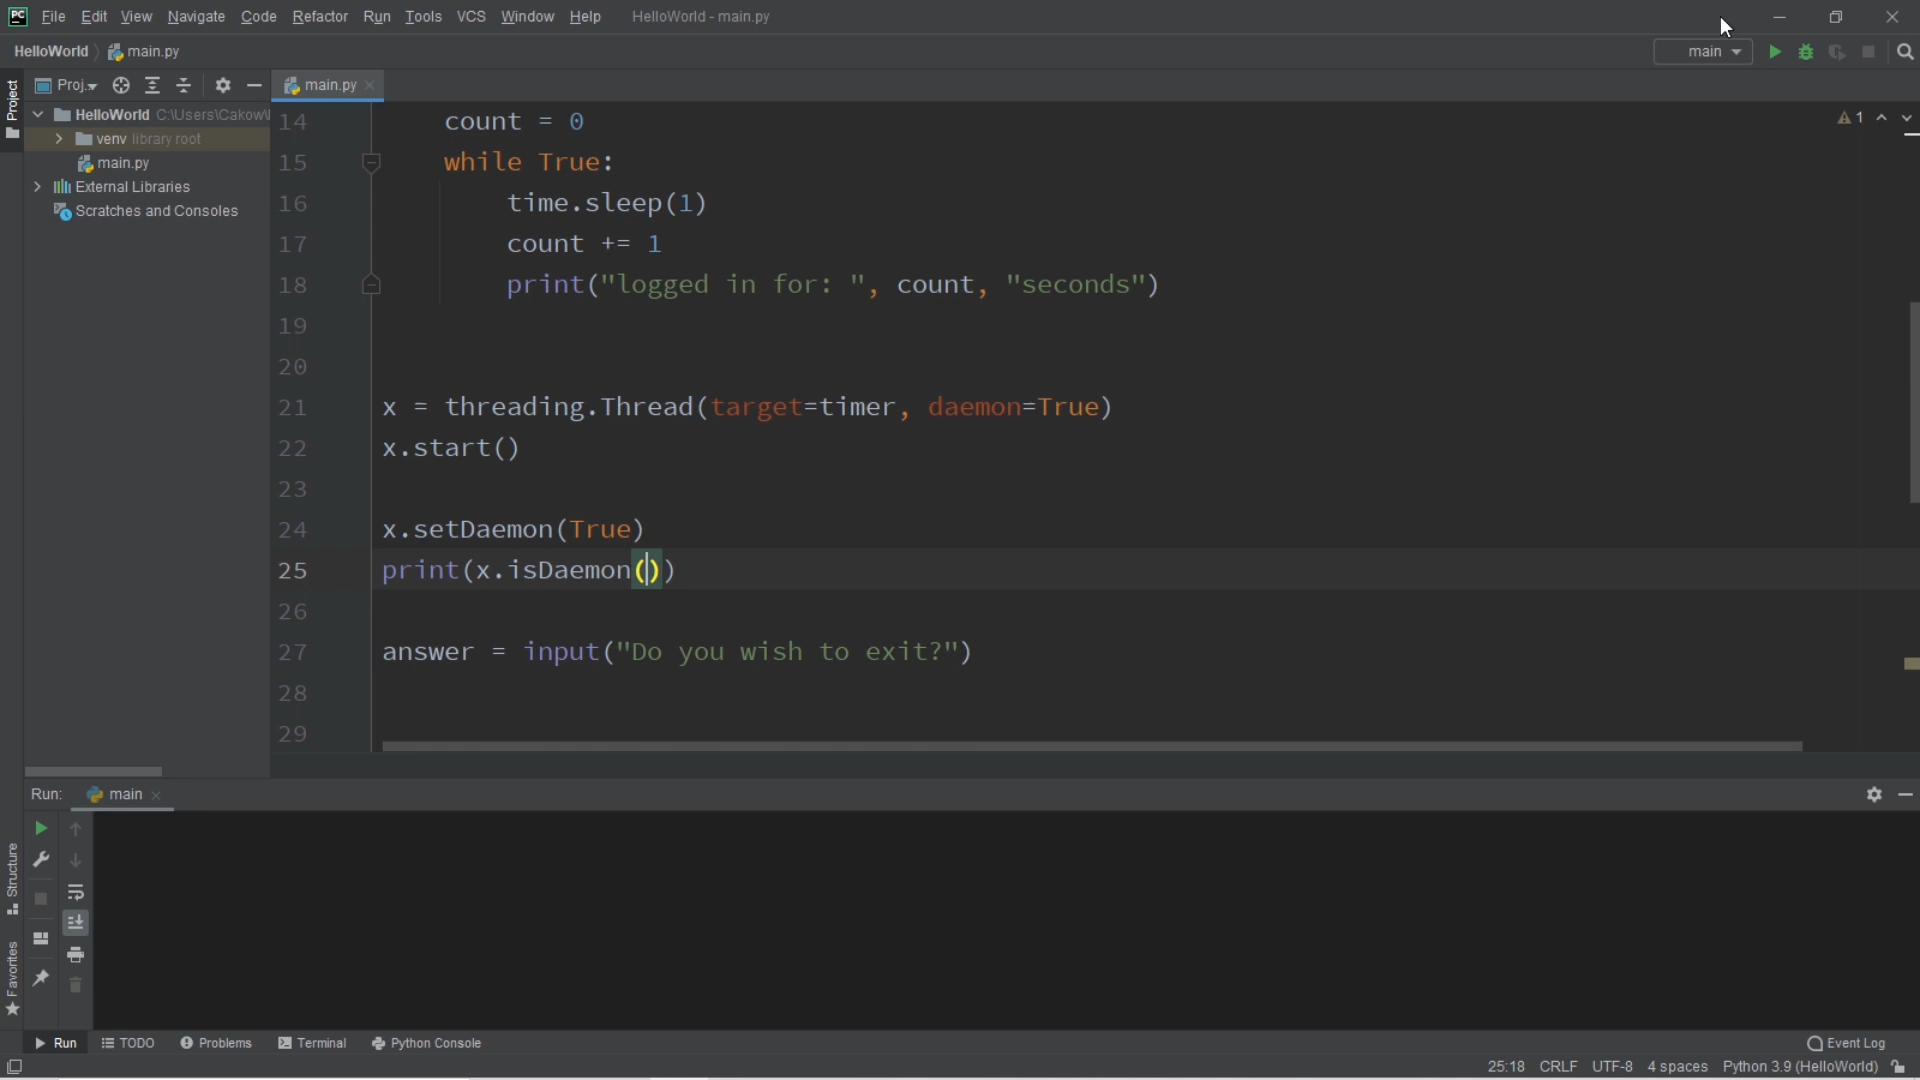 PC File Edit View Navigate Code Refactor Run Tools VCS Window Help HelloWorld - main.py
HelloWorld main.py main
Project Proj... main.py
HelloWorld C:\Users\Cakow\
venv library root
main.py
External Libraries
Scratches and Consoles
14 count = 0
15 while True:
16 time.sleep(1)
17 count += 1
18 print("logged in for: ", count, "seconds")
19
20
21 x = threading.Thread(target=timer, daemon=True)
22 x.start()
23
24 x.setDaemon(True)
25 print(x.isDaemon())
26
27 answer = input("Do you wish to exit?")
28
29
1
Run: main
Structure
Favorites
Run TODO Problems Terminal Python Console Event Log
25:18 CRLF UTF-8 4 spaces Python 3.9 (HelloWorld)